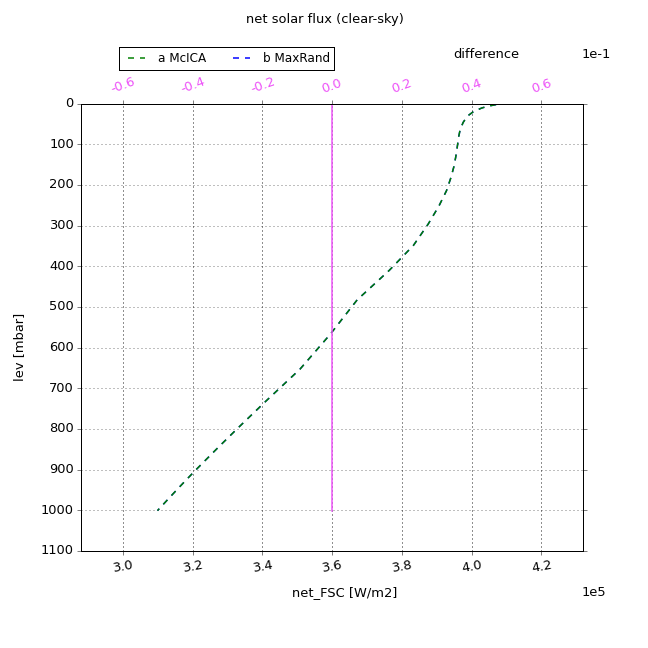 net solar flux (clear-sky)
a McICA b MaxRand
difference 1e-1
-0.6 -0.4 -0.2 0.0 0.2 0.4 0.6
0
100
200
300
400
500
600
700
800
900
1000
1100
lev [mbar]
3.0 3.2 3.4 3.6 3.8 4.0 4.2
net_FSC [W/m2] 1e5